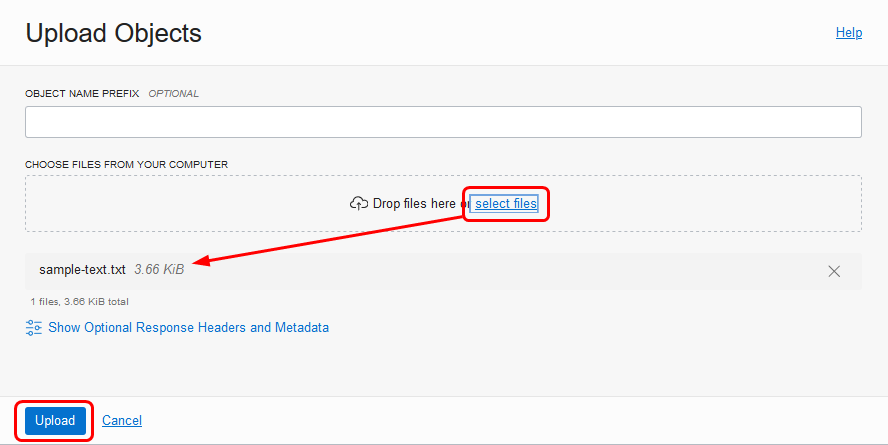 Upload Objects
Help
OBJECT NAME PREFIX OPTIONAL
CHOOSE FILES FROM YOUR COMPUTER
Drop files here or select files
sample-text.txt 3.66 KiB
1 files, 3.66 KiB total
Show Optional Response Headers and Metadata
Upload Cancel